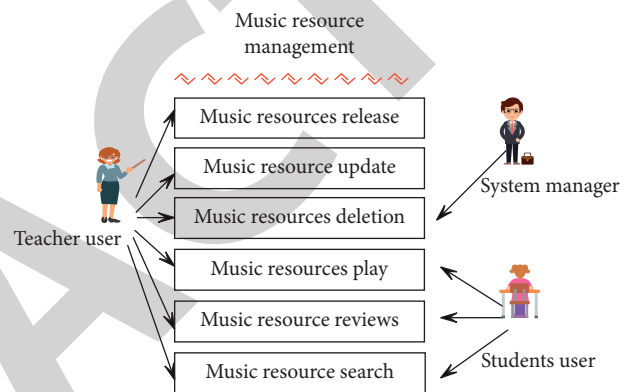 Music resource
management
Music resources release
Music resource update
Music resources deletion
Music resources play
Music resource reviews
Music resource search
Teacher user
System manager
Students user